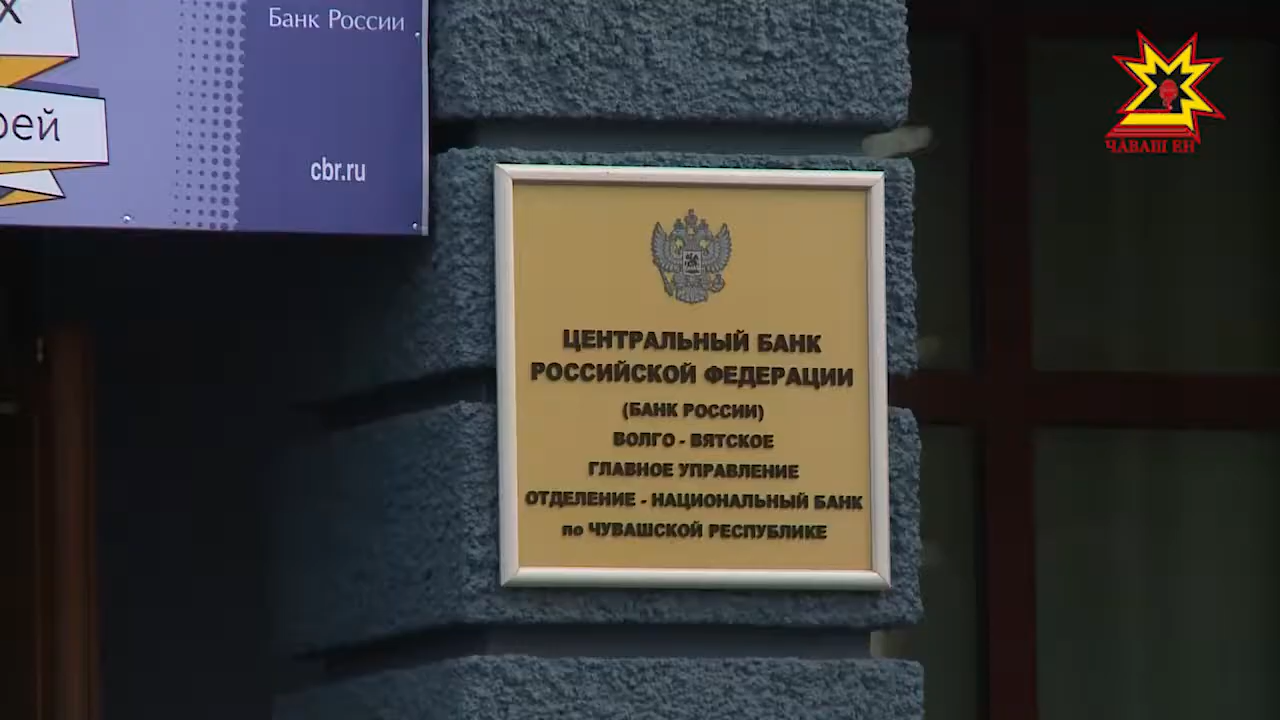 Банк России
рей
cbr.ru
ЧАВАШ ЕН
ЦЕНТРАЛЬНЫЙ БАНК
РОССИЙСКОЙ ФЕДЕРАЦИИ
(БАНК РОССИИ)
ВОЛГО - ВЯТСКОЕ
ГЛАВНОЕ УПРАВЛЕНИЕ
ОТДЕЛЕНИЕ - НАЦИОНАЛЬНЫЙ БАНК
по ЧУВАШСКОЙ РЕСПУБЛИКЕ